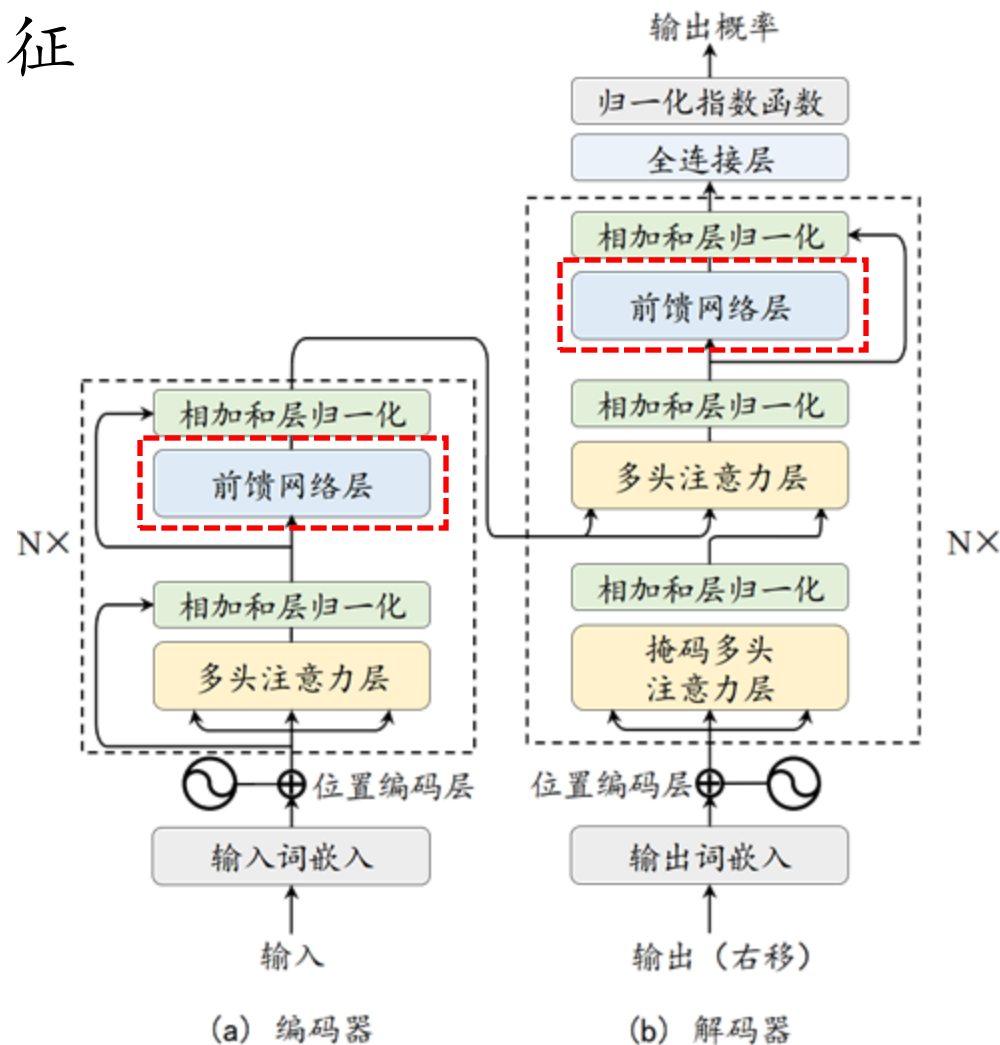 征
输出概率
归一化指数函数
全连接层
相加和层归一化
前馈网络层
相加和层归一化
多头注意力层
相加和层归一化
掩码多头
注意力层
N×
位置编码层
输出词嵌入
输出（右移）
(b) 解码器
相加和层归一化
前馈网络层
N×
相加和层归一化
多头注意力层
位置编码层
输入词嵌入
输入
(a) 编码器